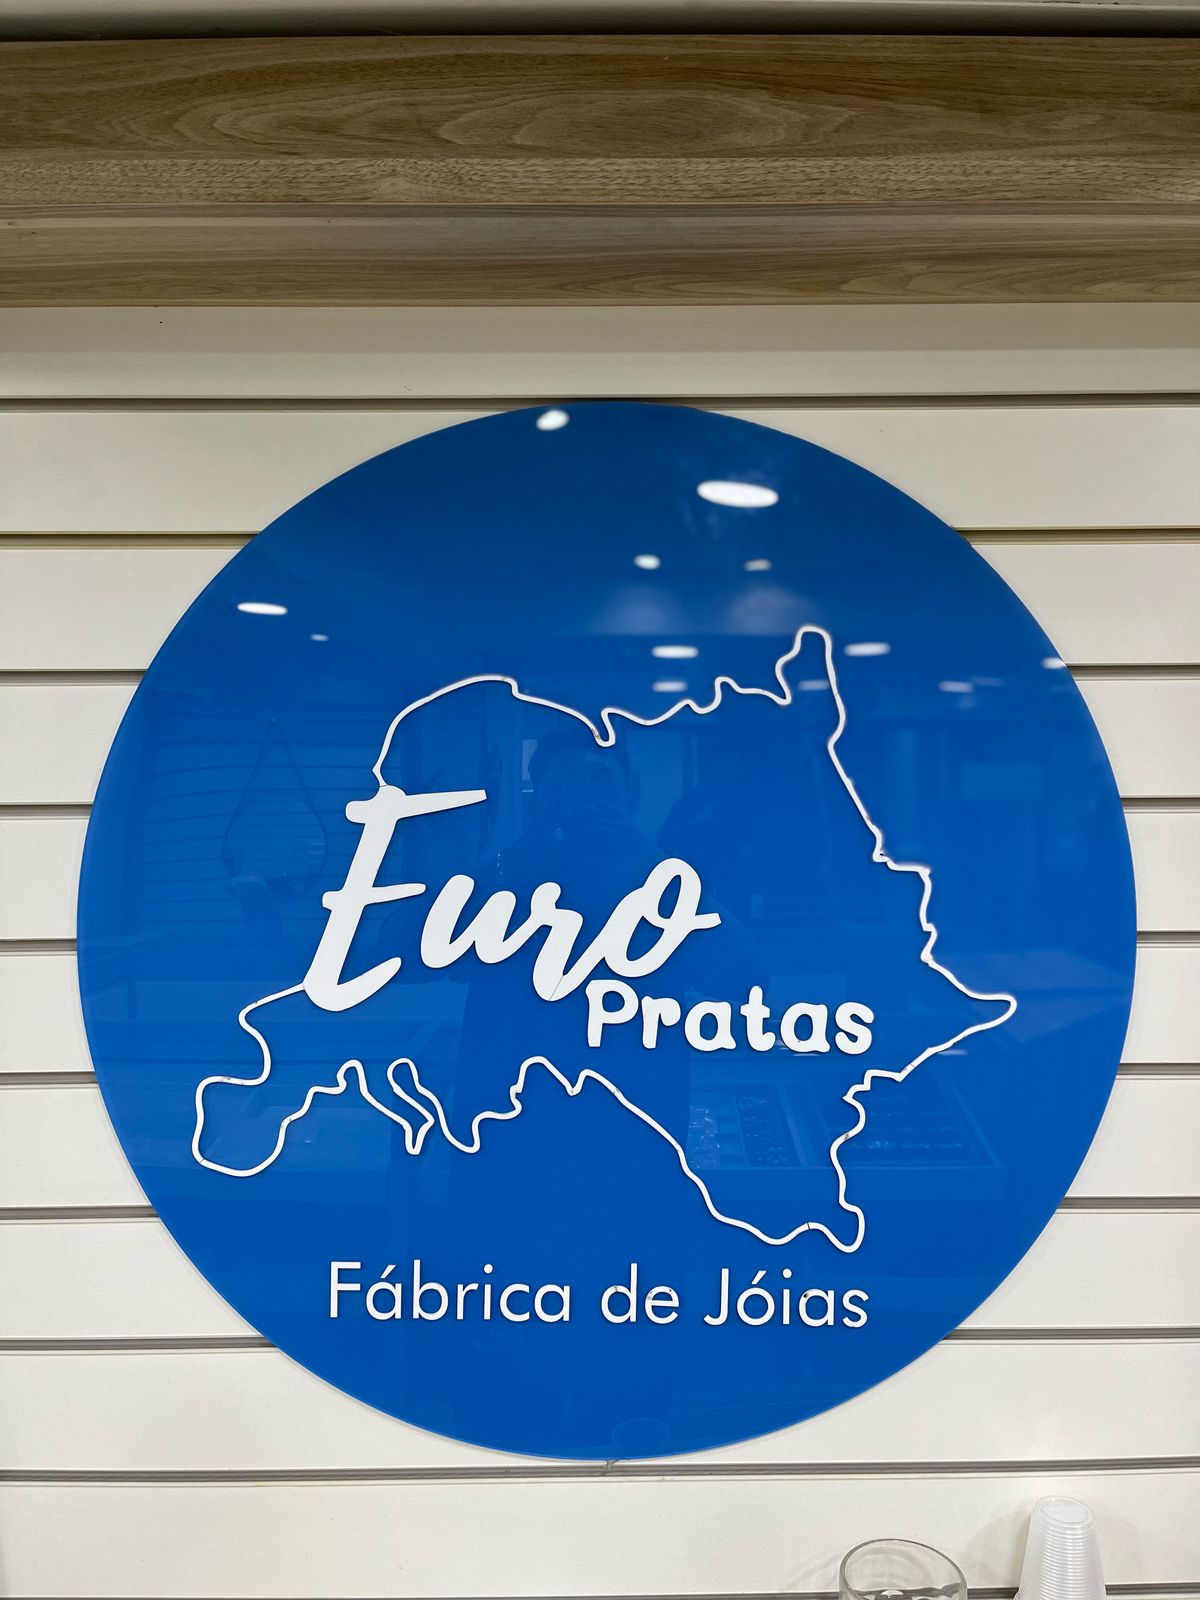 Euro
Pratas
Fábrica de Jóias